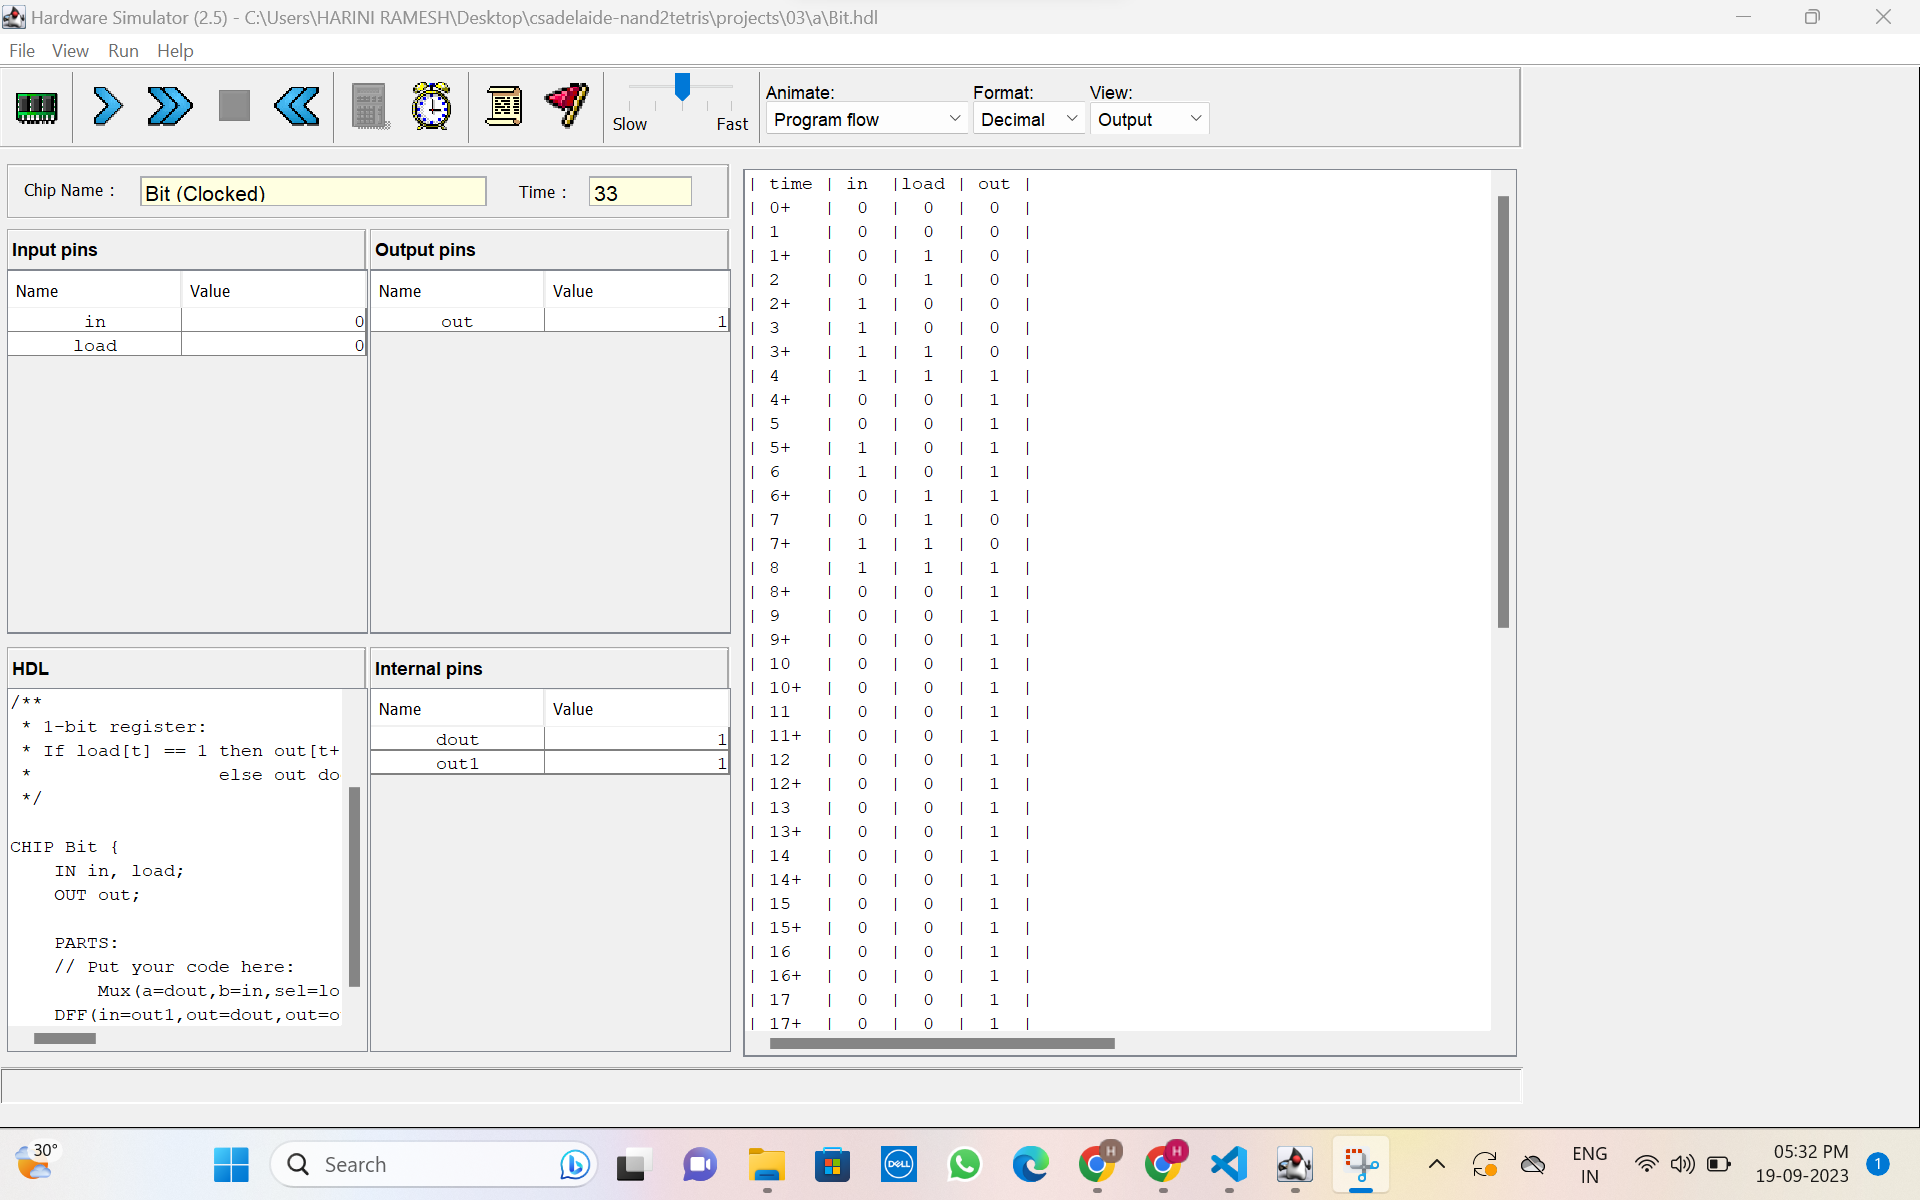 Hardware Simulator (2.5) - C:\Users\HARINI RAMESH\Desktop\csadelaide-nand2tetris\projects\03\a\Bit.hdl
File View Run Help
Slow Fast
Animate: Format: View:
Program flow Decimal Output
Chip Name : Bit (Clocked) Time : 33
Input pins
Name Value
in 0
load 0
Output pins
Name Value
out 1
HDL
/**
* 1-bit register:
* If load[t] == 1 then out[t+
* else out do
*/
CHIP Bit {
IN in, load;
OUT out;
PARTS:
// Put your code here:
Mux(a=dout,b=in,sel=lo
DFF(in=out1,out=dout,out=o
Internal pins
Name Value
dout 1
out1 1
| time | in |load | out |
| 0+ | 0 | 0 | 0 |
| 1 | 0 | 0 | 0 |
| 1+ | 0 | 1 | 0 |
| 2 | 0 | 1 | 0 |
| 2+ | 1 | 0 | 0 |
| 3 | 1 | 0 | 0 |
| 3+ | 1 | 1 | 0 |
| 4 | 1 | 1 | 1 |
| 4+ | 0 | 0 | 1 |
| 5 | 0 | 0 | 1 |
| 5+ | 1 | 0 | 1 |
| 6 | 1 | 0 | 1 |
| 6+ | 0 | 1 | 1 |
| 7 | 0 | 1 | 0 |
| 7+ | 1 | 1 | 0 |
| 8 | 1 | 1 | 1 |
| 8+ | 0 | 0 | 1 |
| 9 | 0 | 0 | 1 |
| 9+ | 0 | 0 | 1 |
| 10 | 0 | 0 | 1 |
| 10+ | 0 | 0 | 1 |
| 11 | 0 | 0 | 1 |
| 11+ | 0 | 0 | 1 |
| 12 | 0 | 0 | 1 |
| 12+ | 0 | 0 | 1 |
| 13 | 0 | 0 | 1 |
| 13+ | 0 | 0 | 1 |
| 14 | 0 | 0 | 1 |
| 14+ | 0 | 0 | 1 |
| 15 | 0 | 0 | 1 |
| 15+ | 0 | 0 | 1 |
| 16 | 0 | 0 | 1 |
| 16+ | 0 | 0 | 1 |
| 17 | 0 | 0 | 1 |
| 17+ | 0 | 0 | 1 |
30°
Search
DELL
H
H
ENG
IN
05:32 PM
19-09-2023
1